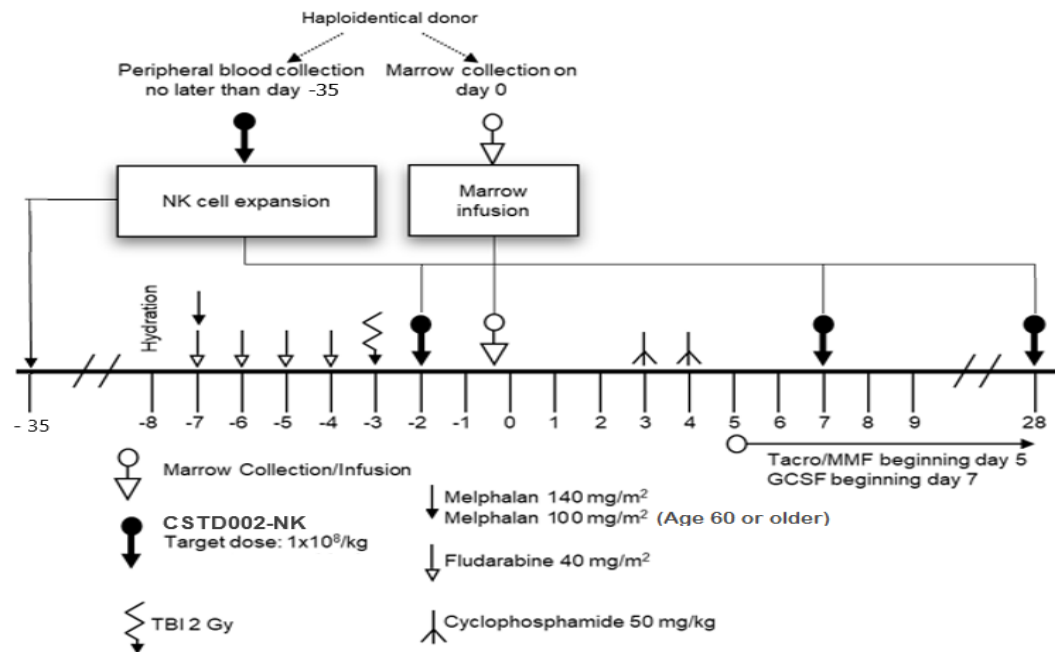 Haploidentical donor
Peripheral blood collection
no later than day -35
Marrow collection on
day 0
NK cell expansion
Marrow
infusion
Hydration
- 35
-8
-7
-6
-5
-4
-3
-2
-1
0
1
2
3
4
5
6
7
8
9
28
Tacro/MMF beginning day 5
GCSF beginning day 7
Marrow Collection/Infusion
CSTD002-NK
Target dose: 1x10⁸/kg
TBI 2 Gy
Melphalan 140 mg/m²
Melphalan 100 mg/m² (Age 60 or older)
Fludarabine 40 mg/m²
Cyclophosphamide 50 mg/kg